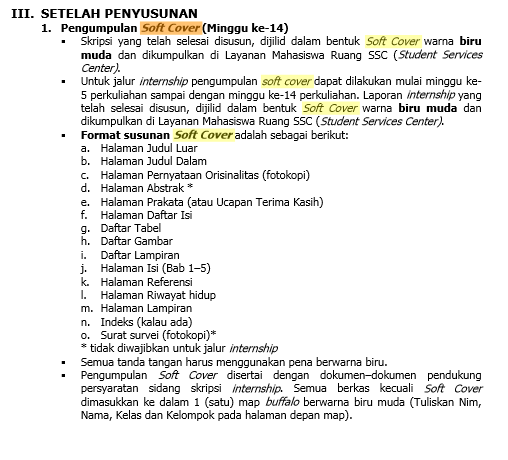 III. SETELAH PENYUSUNAN
1. Pengumpulan Soft Cover (Minggu ke-14)
▪ Skripsi yang telah selesai disusun, dijilid dalam bentuk Soft Cover warna biru
muda dan dikumpulkan di Layanan Mahasiswa Ruang SSC (Student Services
Center).
▪ Untuk jalur internship pengumpulan soft cover dapat dilakukan mulai minggu ke-
5 perkuliahan sampai dengan minggu ke-14 perkuliahan. Laporan internship yang
telah selesai disusun, dijilid dalam bentuk Soft Cover warna biru muda dan
dikumpulkan di Layanan Mahasiswa Ruang SSC (Student Services Center).
▪ Format susunan Soft Cover adalah sebagai berikut:
a. Halaman Judul Luar
b. Halaman Judul Dalam
c. Halaman Pernyataan Orisinalitas (fotokopi)
d. Halaman Abstrak *
e. Halaman Prakata (atau Ucapan Terima Kasih)
f. Halaman Daftar Isi
g. Daftar Tabel
h. Daftar Gambar
i. Daftar Lampiran
j. Halaman Isi (Bab 1–5)
k. Halaman Referensi
l. Halaman Riwayat hidup
m. Halaman Lampiran
n. Indeks (kalau ada)
o. Surat survei (fotokopi)*
* tidak diwajibkan untuk jalur internship
▪ Semua tanda tangan harus menggunakan pena berwarna biru.
▪ Pengumpulan Soft Cover disertai dengan dokumen–dokumen pendukung
persyaratan sidang skripsi internship. Semua berkas kecuali Soft Cover
dimasukkan ke dalam 1 (satu) map buffalo berwarna biru muda (Tuliskan Nim,
Nama, Kelas dan Kelompok pada halaman depan map).